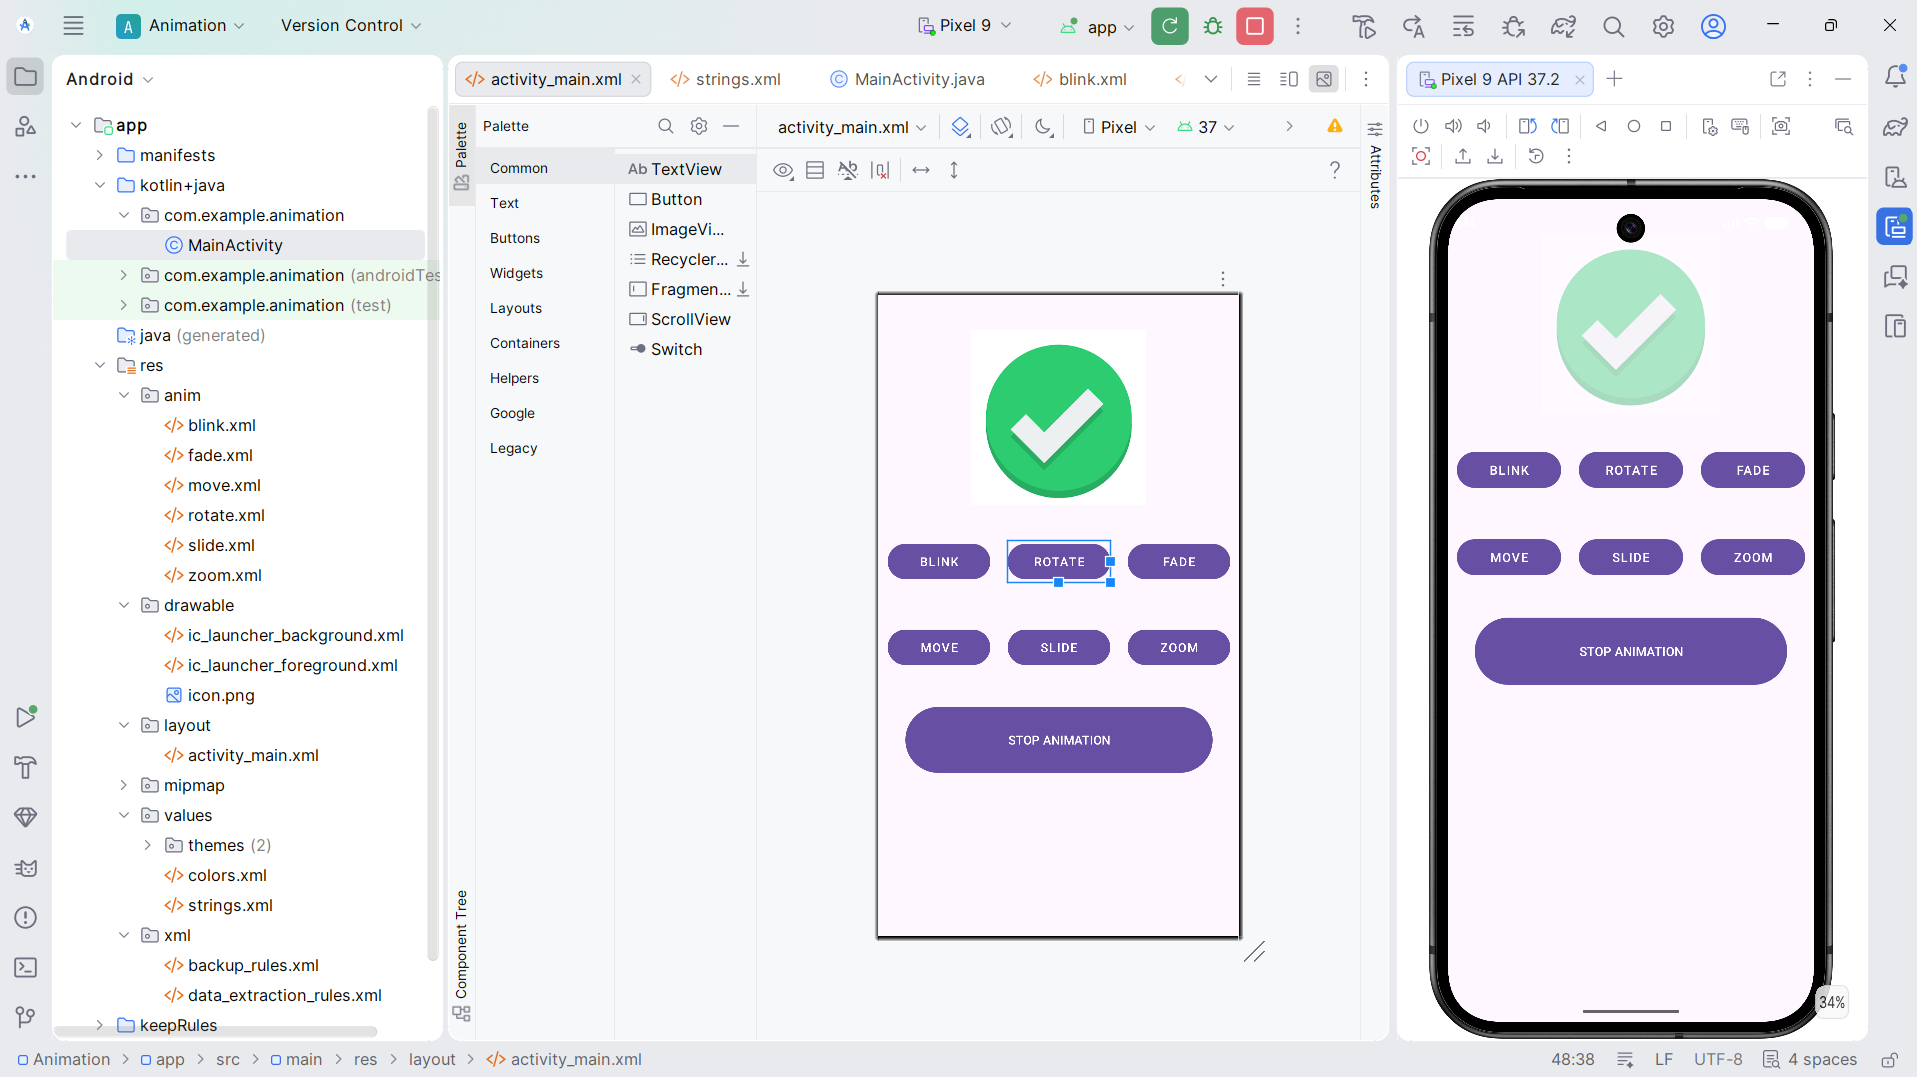 A Animation Version Control Pixel 9 app
Android
app
manifests
kotlin+java
com.example.animation
MainActivity
com.example.animation (androidTes
com.example.animation (test)
java (generated)
res
anim
blink.xml
fade.xml
move.xml
rotate.xml
slide.xml
zoom.xml
drawable
ic_launcher_background.xml
ic_launcher_foreground.xml
icon.png
layout
activity_main.xml
mipmap
values
themes (2)
colors.xml
strings.xml
xml
backup_rules.xml
data_extraction_rules.xml
keepRules
activity_main.xml strings.xml MainActivity.java blink.xml
Palette
Palette
Component Tree
Common
Text
Buttons
Widgets
Layouts
Containers
Helpers
Google
Legacy
Ab TextView
Button
ImageVi...
Recycler...
Fragmen...
ScrollView
Switch
activity_main.xml Pixel 37
?
Attributes
BLINK ROTATE FADE
MOVE SLIDE ZOOM
STOP ANIMATION
Pixel 9 API 37.2
BLINK ROTATE FADE
MOVE SLIDE ZOOM
STOP ANIMATION
34%
Animation app src main res layout activity_main.xml
48:38 LF UTF-8 4 spaces